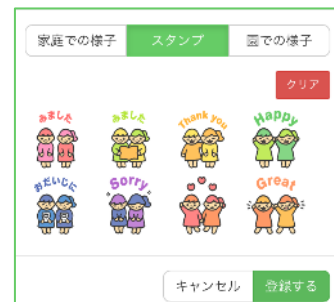 家庭での様子 スタンプ 園での様子
クリア
みました みました Thank you Happy
おだいじに Sorry Great
キャンセル 登録する